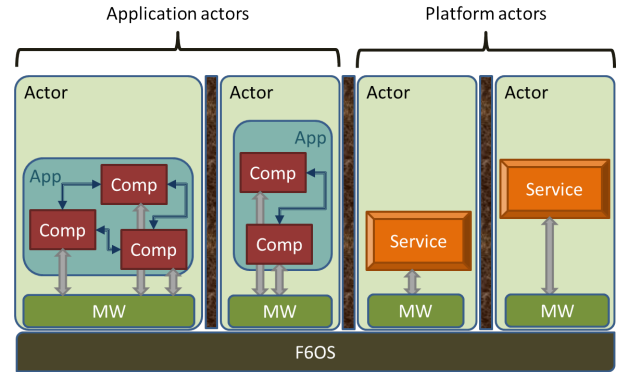 Application actors
Platform actors
Actor
Actor
Actor
Actor
App
Comp
Comp
Comp
App
Comp
Comp
Service
Service
MW
MW
MW
MW
F6OS